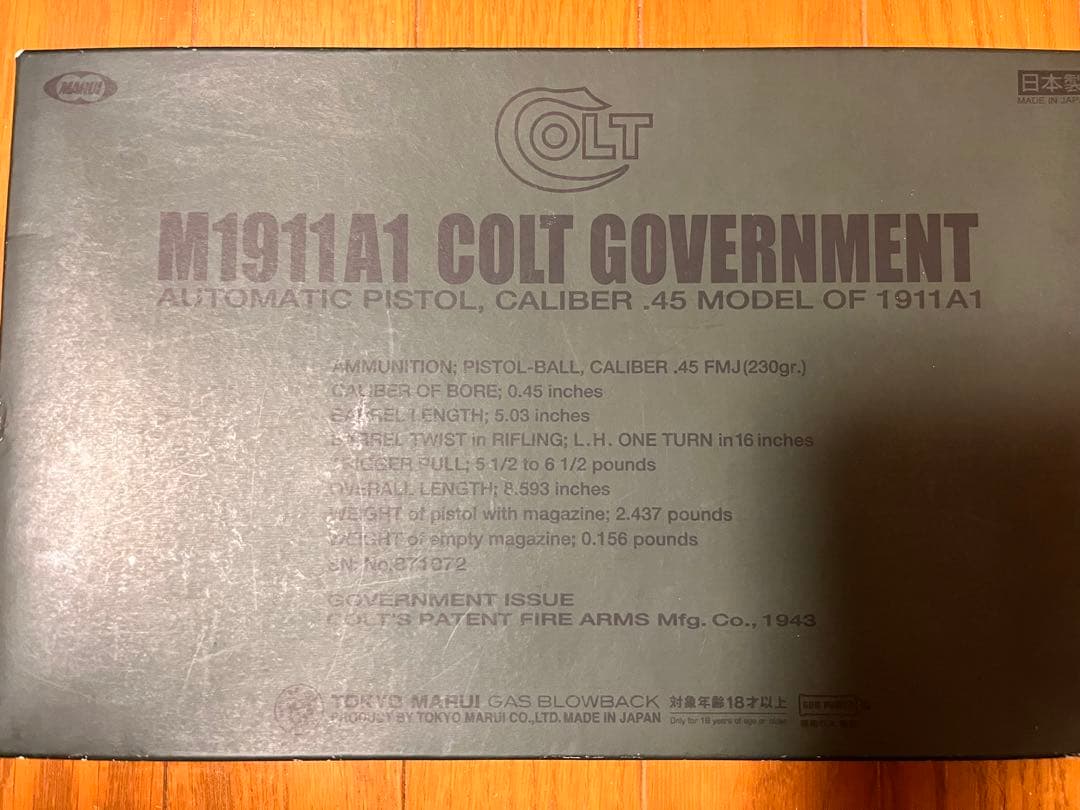 MARUI
日本製
MADE IN JAP
COLT
M1911A1 COLT GOVERNMENT
AUTOMATIC PISTOL, CALIBER .45 MODEL OF 1911A1
AMMUNITION; PISTOL-BALL, CALIBER .45 FMJ(230gr.)
CALIBER OF BORE; 0.45 inches
BARREL LENGTH; 5.03 inches
BARREL TWIST in RIFLING; L.H. ONE TURN in 16 inches
TRIGGER PULL; 5 1/2 to 6 1/2 pounds
OVERALL LENGTH; 8.593 inches
WEIGHT of pistol with magazine; 2.437 pounds
WEIGHT of empty magazine; 0.156 pounds
SN: No.871072
GOVERNMENT ISSUE
COLT'S PATENT FIRE ARMS Mfg. Co., 1943
TOKYO MARUI GAS BLOWBACK 対象年齢18才以上
PRODUCT BY TOKYO MARUI CO.,LTD. MADE IN JAPAN Only for 18 years of age or older